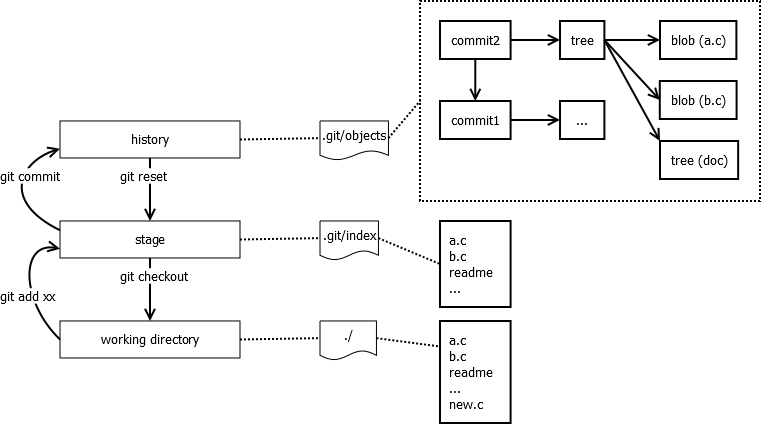 commit2
tree
blob (a.c)
blob (b.c)
commit1
...
tree (doc)
history
.git/objects
git commit
git reset
stage
.git/index
a.c
b.c
readme
...
git checkout
git add xx
working directory
./
a.c
b.c
readme
...
new.c